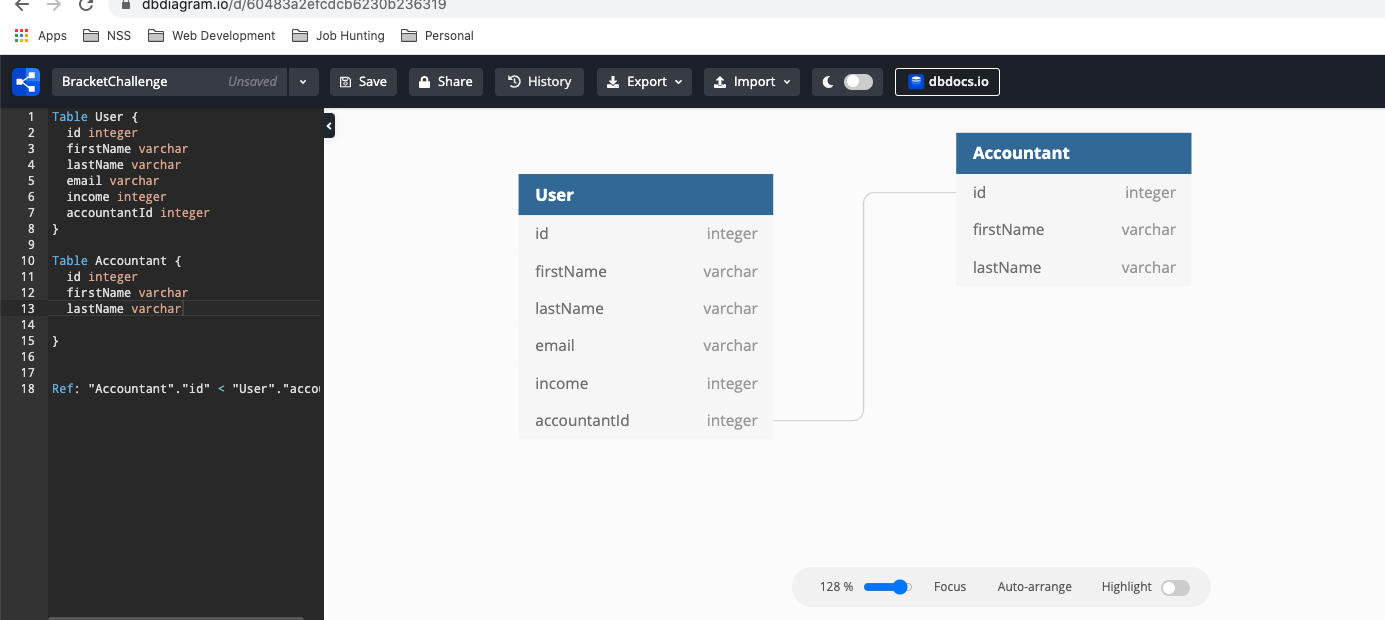 dbdiagram.io/d/60483a2efcdcb6230b236319
Apps NSS Web Development Job Hunting Personal
BracketChallenge Unsaved Save Share History Export Import dbdocs.io
1 Table User {
2 id integer
3 firstName varchar
4 lastName varchar
5 email varchar
6 income integer
7 accountantId integer
8 }
9
10 Table Accountant {
11 id integer
12 firstName varchar
13 lastName varchar
14
15 }
16
17
18 Ref: "Accountant"."id" < "User"."accou
User
id integer
firstName varchar
lastName varchar
email varchar
income integer
accountantId integer
Accountant
id integer
firstName varchar
lastName varchar
128 % Focus Auto-arrange Highlight